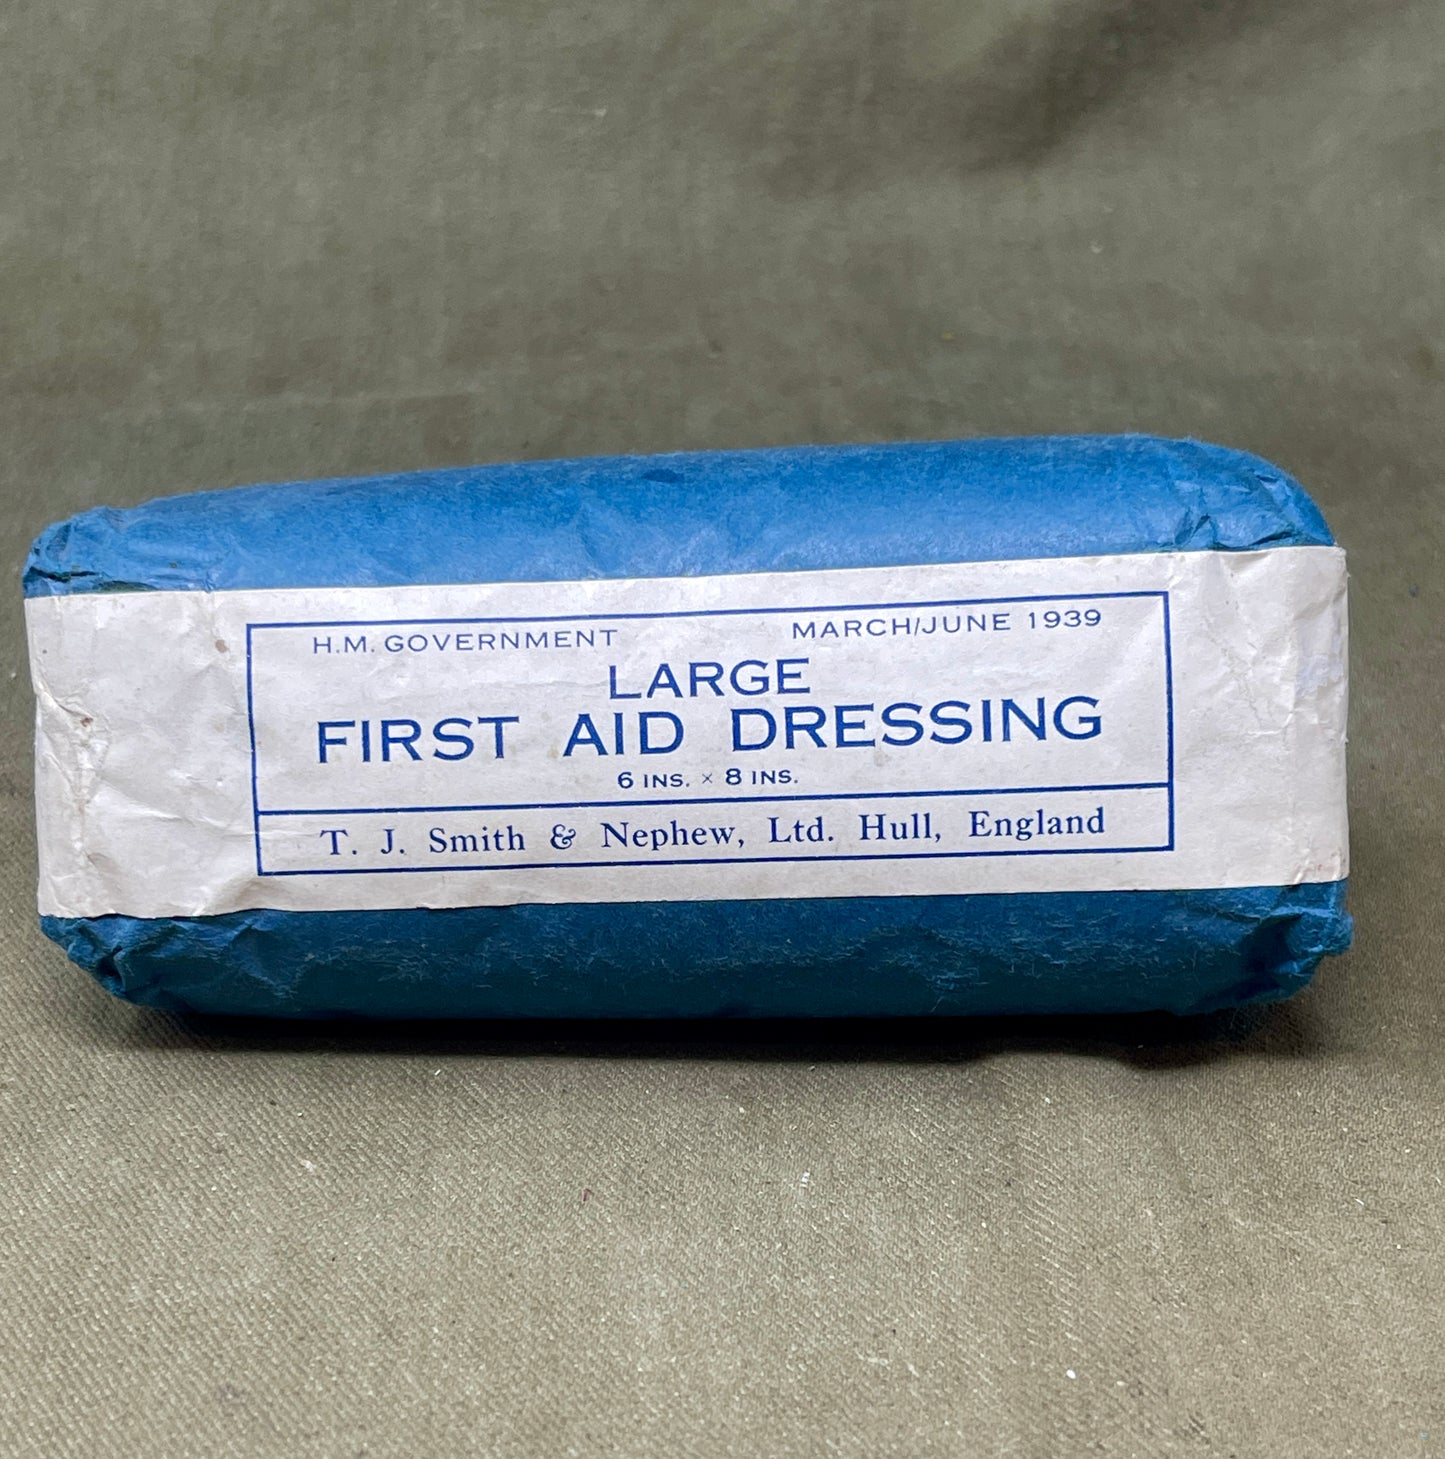 H.M. GOVERNMENT MARCH/JUNE 1939
LARGE
FIRST AID DRESSING
6 INS. × 8 INS.
T. J. Smith & Nephew, Ltd. Hull, England